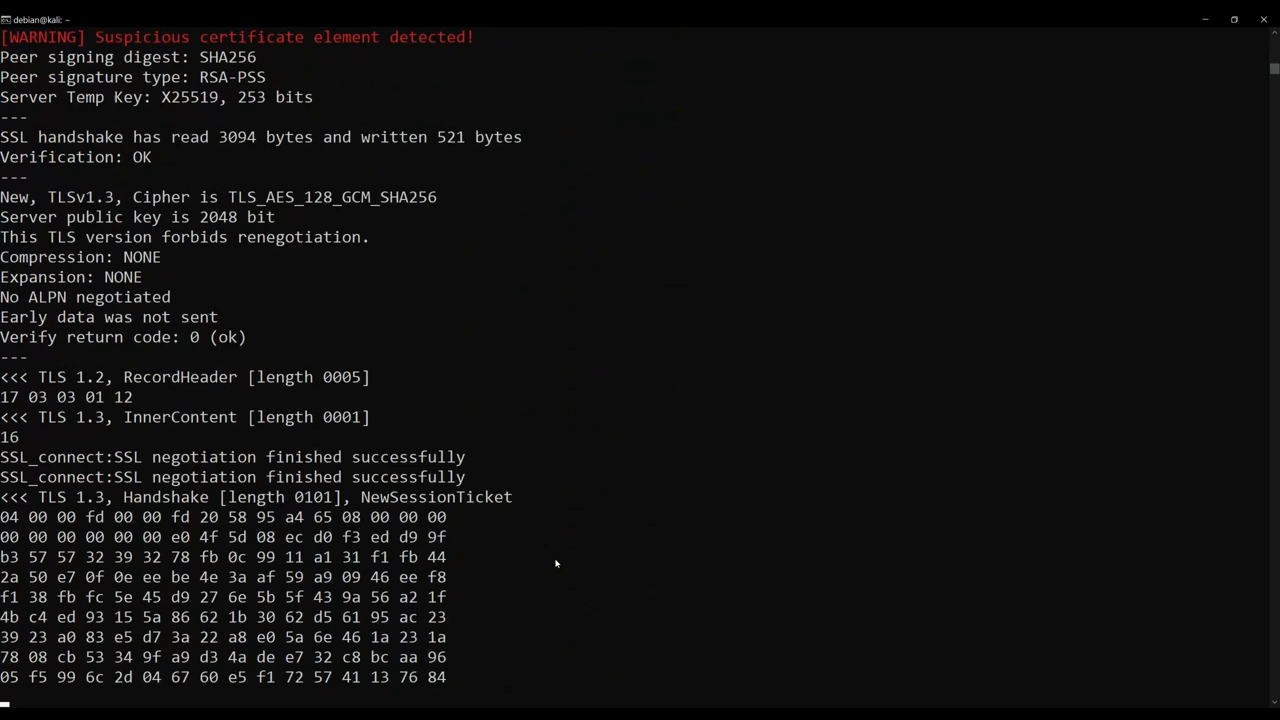 debian@kali: ~
[WARNING] Suspicious certificate element detected!
Peer signing digest: SHA256
Peer signature type: RSA-PSS
Server Temp Key: X25519, 253 bits
---
SSL handshake has read 3094 bytes and written 521 bytes
Verification: OK
---
New, TLSv1.3, Cipher is TLS_AES_128_GCM_SHA256
Server public key is 2048 bit
This TLS version forbids renegotiation.
Compression: NONE
Expansion: NONE
No ALPN negotiated
Early data was not sent
Verify return code: 0 (ok)
---
<<< TLS 1.2, RecordHeader [length 0005]
17 03 03 01 12
<<< TLS 1.3, InnerContent [length 0001]
16
SSL_connect:SSL negotiation finished successfully
SSL_connect:SSL negotiation finished successfully
<<< TLS 1.3, Handshake [length 0101], NewSessionTicket
04 00 00 fd 00 00 fd 20 58 95 a4 65 08 00 00 00
00 00 00 00 00 00 e0 4f 5d 08 ec d0 f3 ed d9 9f
b3 57 57 32 39 32 78 fb 0c 99 11 a1 31 f1 fb 44
2a 50 e7 0f 0e ee be 4e 3a af 59 a9 09 46 ee f8
f1 38 fb fc 5e 45 d9 27 6e 5b 5f 43 9a 56 a2 1f
4b c4 ed 93 15 5a 86 62 1b 30 62 d5 61 95 ac 23
39 23 a0 83 e5 d7 3a 22 a8 e0 5a 6e 46 1a 23 1a
78 08 cb 53 34 9f a9 d3 4a de e7 32 c8 bc aa 96
05 f5 99 6c 2d 04 67 60 e5 f1 72 57 41 13 76 84